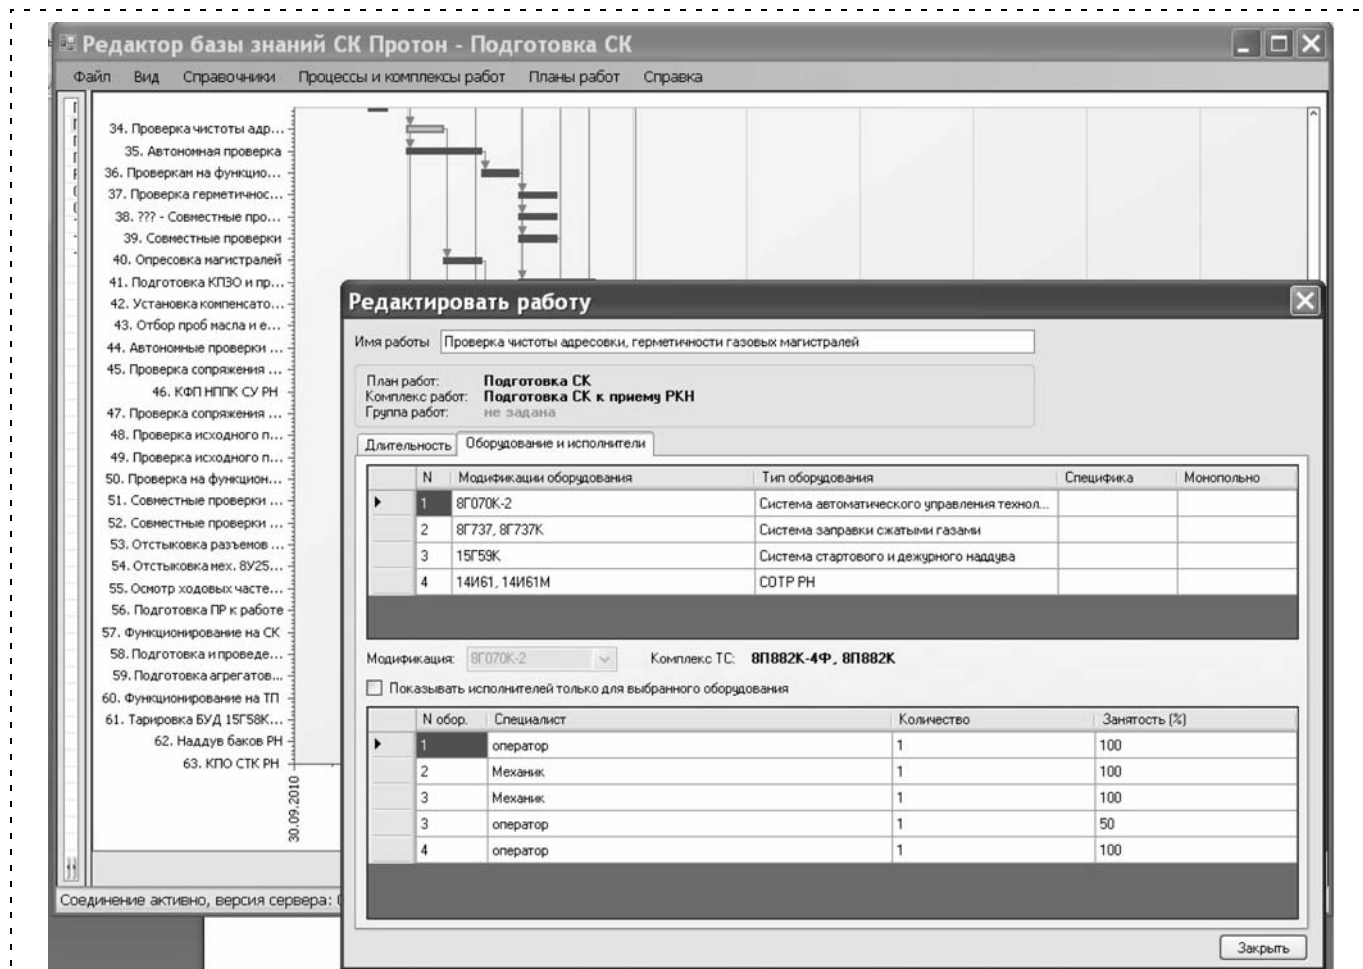 Редактор базы знаний СК Протон - Подготовка СК
Файл Вид Справочники Процессы и комплексы работ Планы работ Справка
34. Проверка чистоты адр...
35. Автономная проверка
36. Проверкам на функцио...
37. Проверка герметичнос...
38. ??? - Совместные про...
39. Совместные проверки
40. Опресовка магистралей
41. Подготовка КПЗО и пр...
42. Установка компенсато...
43. Отбор проб масла и е...
44. Автономные проверки ...
45. Проверка сопряжения ...
46. КФП НППК СУ РН
47. Проверка сопряжения ...
48. Проверка исходного п...
49. Проверка исходного п...
50. Проверка на функцион...
51. Совместные проверки ...
52. Совместные проверки ...
53. Отстыковка разъемов ...
54. Отстыковка мех. 8У25...
55. Осмотр ходовых часте...
56. Подготовка ПР к работе
57. Функционирование на СК
58. Подготовка и проведе...
59. Подготовка агрегатов...
60. Функционирование на ТП
61. Тарировка БУД 15Г58К...
62. Наддув баков РН
63. КПО СТК РН
30.09.2010
Соединение активно, версия сервера:
Редактировать работу
Имя работы Проверка чистоты адресовки, герметичности газовых магистралей
План работ: Подготовка СК
Комплекс работ: Подготовка СК к приему РКН
Группа работ: не задана
Длительность Оборудование и исполнители
N Модификации оборудования Тип оборудования Специфика Монопольно
1 8Г070К-2 Система автоматического управления технол...
2 8Г737, 8Г737К Система заправки сжатыми газами
3 15Г59К Система стартового и дежурного наддува
4 14И61, 14И61М СОТР РН
Модификация: 8Г070К-2 Комплекс ТС: 8П882К-4Ф, 8П882К
Показывать исполнителей только для выбранного оборудования
N обор. Специалист Количество Занятость (%)
1 оператор 1 100
2 Механик 1 100
3 Механик 1 100
3 оператор 1 50
4 оператор 1 100
Закрыть